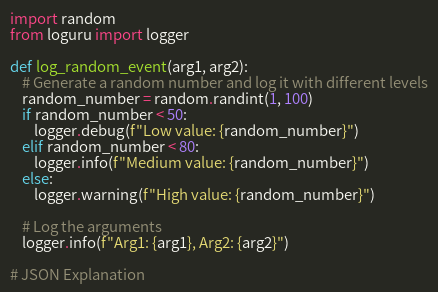 import random
from loguru import logger

def log_random_event(arg1, arg2):
    # Generate a random number and log it with different levels
    random_number = random.randint(1, 100)
    if random_number < 50:
        logger.debug(f"Low value: {random_number}")
    elif random_number < 80:
        logger.info(f"Medium value: {random_number}")
    else:
        logger.warning(f"High value: {random_number}")

    # Log the arguments
    logger.info(f"Arg1: {arg1}, Arg2: {arg2}")

# JSON Explanation